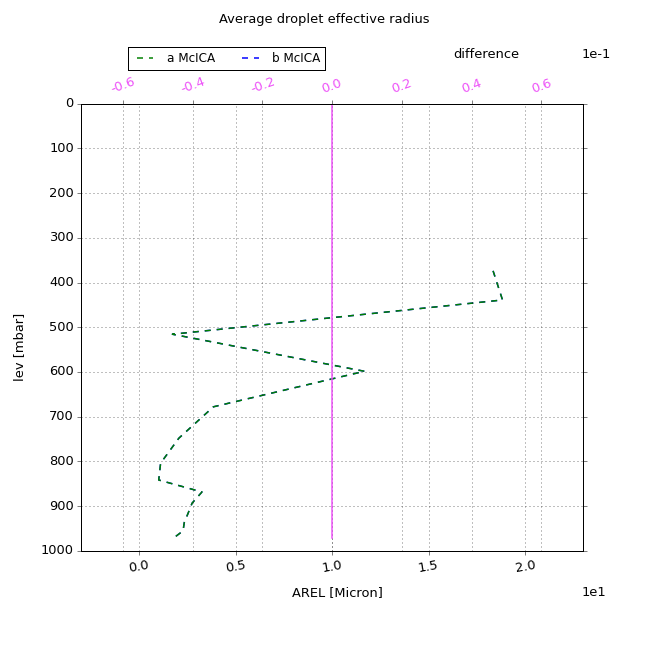 Average droplet effective radius
a McICA b McICA
difference 1e-1
-0.6 -0.4 -0.2 0.0 0.2 0.4 0.6
0
100
200
300
400
500
600
700
800
900
1000
lev [mbar]
0.0 0.5 1.0 1.5 2.0
AREL [Micron] 1e1